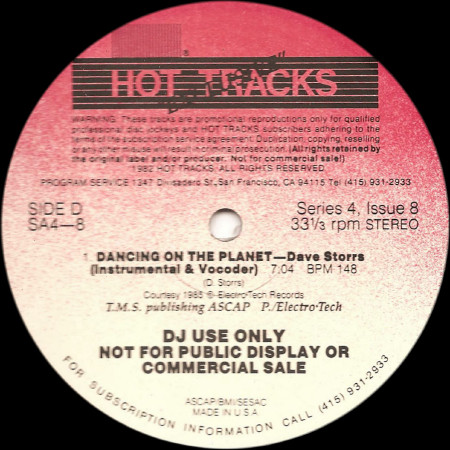 HOT TRACKS
WARNING: These tracks are promotional reproductions only for qualified
professional disc jockeys and HOT TRACKS subscribers adhering to the
terms of the subscription service agreement. Duplication, copying, reselling
or any other misuse will result in criminal prosecution. (All rights retained by
the original label and/or producer. Not for commercial sale!).
1982 HOT TRACKS. ALL RIGHTS RESERVED
PROGRAM SERVICE 1347 Divisadero St., San Francisco, CA 94115 Tel (415) 931-2933
SIDE D
SA4—8
Series 4, Issue 8
33⅓ rpm STEREO
1. DANCING ON THE PLANET—Dave Storrs
(Instrumental & Vocoder) 7:04 BPM 148
(D. Storrs)
Courtesy 1985 © Electro•Tech Records
T.M.S. publishing ASCAP P./Electro•Tech
DJ USE ONLY
NOT FOR PUBLIC DISPLAY OR
COMMERCIAL SALE
ASCAP/BMI/SESAC
MADE IN U.S.A.
FOR SUBSCRIPTION INFORMATION CALL (415) 931-2933